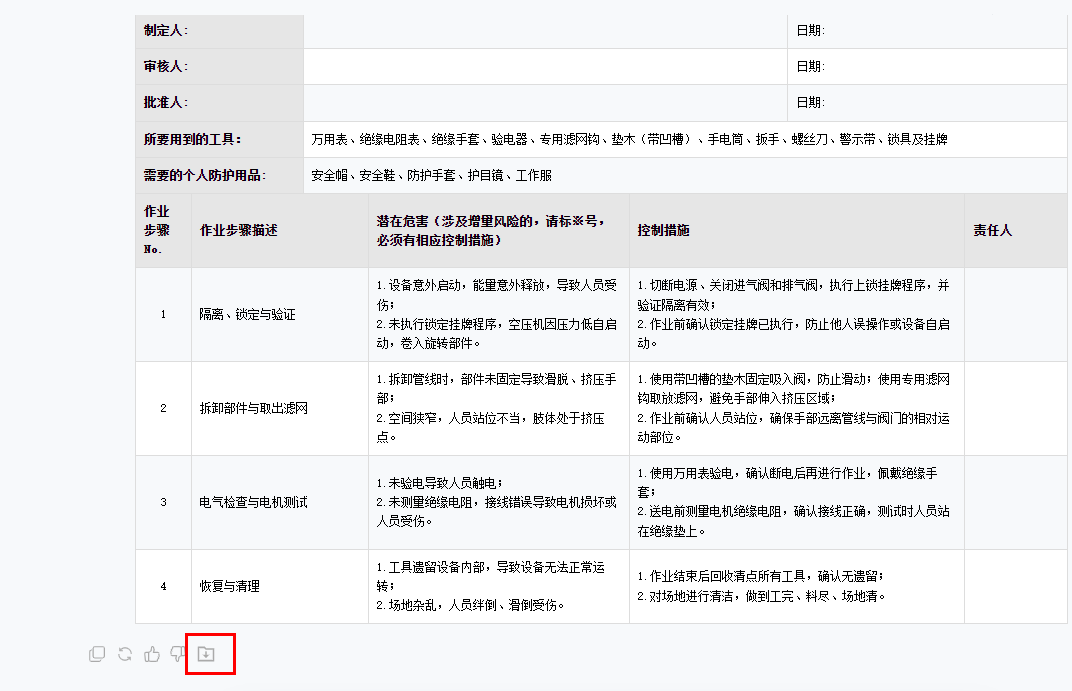 制定人:
日期:
审核人:
日期:
批准人:
日期:
所要用到的工具:
万用表、绝缘电阻表、绝缘手套、验电器、专用滤网钩、垫木（带凹槽）、手电筒、扳手、螺丝刀、警示带、锁具及挂牌
需要的个人防护用品:
安全帽、安全鞋、防护手套、护目镜、工作服
作业
步骤
No.
作业步骤描述
潜在危害（涉及增量风险的，请标※号，
必须有相应控制措施）
控制措施
责任人
1
隔离、锁定与验证
1.设备意外启动，能量意外释放，导致人员受
伤；
2.未执行锁定挂牌程序，空压机因压力低自启
动，卷入旋转部件。
1.切断电源、关闭进气阀和排气阀，执行上锁挂牌程序，并
验证隔离有效；
2.作业前确认锁定挂牌已执行，防止他人误操作或设备自启
动。
2
拆卸部件与取出滤网
1.拆卸管线时，部件未固定导致滑脱、挤压手
部；
2.空间狭窄，人员站位不当，肢体处于挤压
点。
1.使用带凹槽的垫木固定吸入阀，防止滑动；使用专用滤网
钩取放滤网，避免手部伸入挤压区域；
2.作业前确认人员站位，确保手部远离管线与阀门的相对运
动部位。
3
电气检查与电机测试
1.未验电导致人员触电；
2.未测量绝缘电阻，接线错误导致电机损坏或
人员受伤。
1.使用万用表验电，确认断电后再进行作业，佩戴绝缘手
套；
2.送电前测量电机绝缘电阻，确认接线正确，测试时人员站
在绝缘垫上。
4
恢复与清理
1.工具遗留设备内部，导致设备无法正常运
转；
2.场地杂乱，人员绊倒、滑倒受伤。
1.作业结束后回收清点所有工具，确认无遗留；
2.对场地进行清洁，做到工完、料尽、场地清。